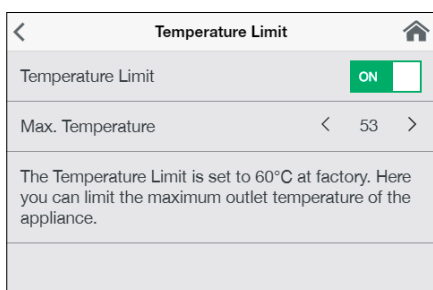 Temperature Limit
Temperature Limit ON
Max. Temperature < 53 >
The Temperature Limit is set to 60°C at factory. Here
you can limit the maximum outlet temperature of the
appliance.